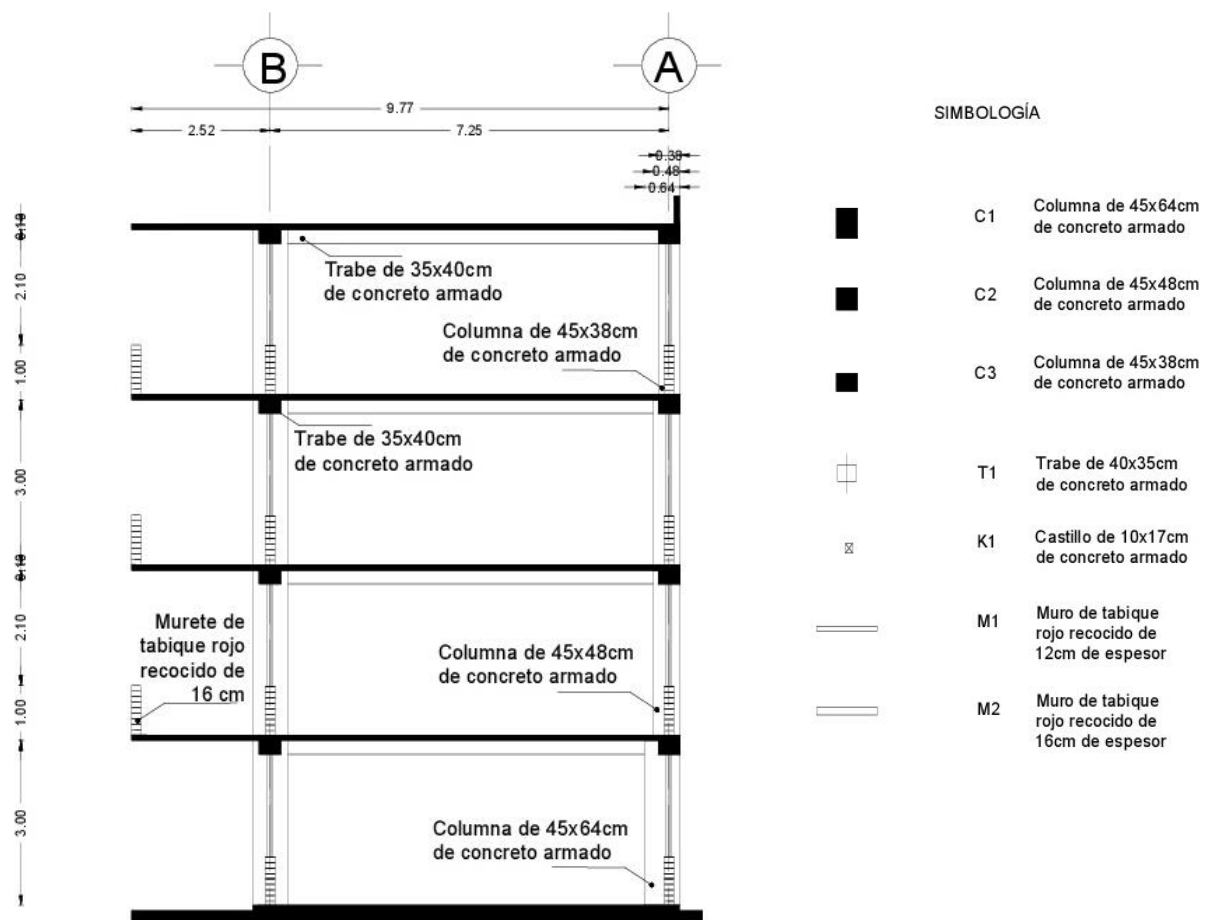 B
A
9.77
2.52
7.25
0.38
0.48
0.64
SIMBOLOGÍA
0.10
2.10
1.00
3.00
0.10
2.10
1.00
3.00
Trabe de 35x40cm
de concreto armado
Columna de 45x38cm
de concreto armado
Trabe de 35x40cm
de concreto armado
Murete de
tabique rojo
recocido de
16 cm
Columna de 45x48cm
de concreto armado
Columna de 45x64cm
de concreto armado
C1
Columna de 45x64cm
de concreto armado
C2
Columna de 45x48cm
de concreto armado
C3
Columna de 45x38cm
de concreto armado
T1
Trabe de 40x35cm
de concreto armado
K1
Castillo de 10x17cm
de concreto armado
M1
Muro de tabique
rojo recocido de
12cm de espesor
M2
Muro de tabique
rojo recocido de
16cm de espesor